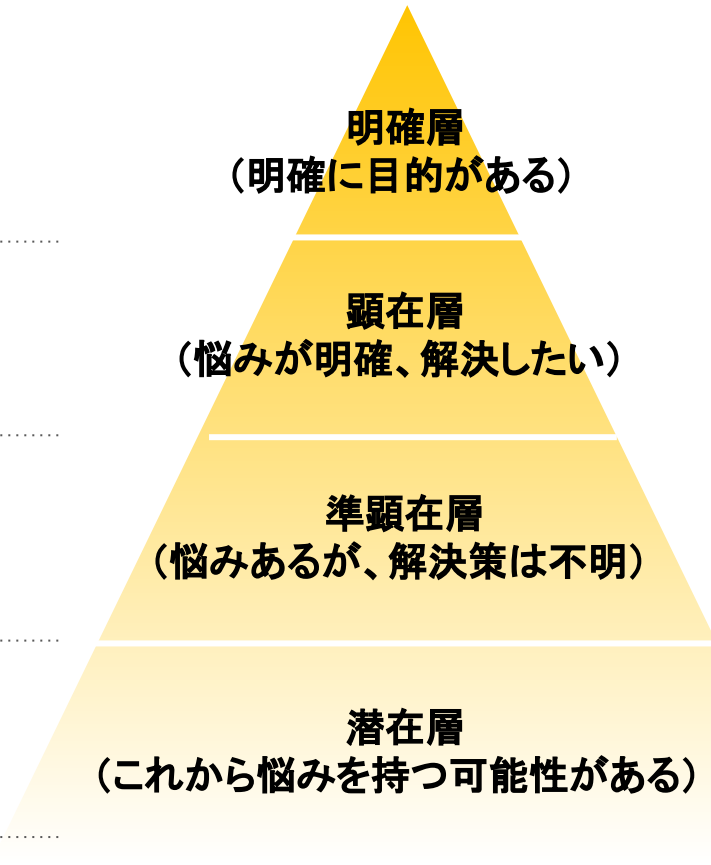 明確層
（明確に目的がある）
顕在層
（悩みが明確、解決したい）
準顕在層
（悩みあるが、解決策は不明）
潜在層
（これから悩みを持つ可能性がある）